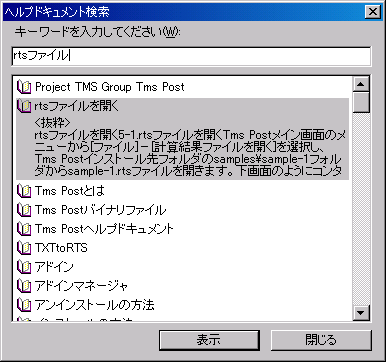 ヘルプドキュメント検索
キーワードを入力してください(W):
rtsファイル
Project TMS Group Tms Post
rtsファイルを開く
<抜粋>
rtsファイルを開く5-1.rtsファイルを開くTms Postメイン画面のメ
ニューから[ファイル]－[計算結果ファイルを開く]を選択し、
Tms Postインストール先フォルダのsamples¥sample-1フォル
ダからsample-1.rtsファイルを開きます。下画面のようにコンタ
Tms Postとは
Tms Postバイナリファイル
Tms Postヘルプドキュメント
TXTtoRTS
アドイン
アドインマネージャ
アンインストールの方法
インストールの方法
表示
閉じる